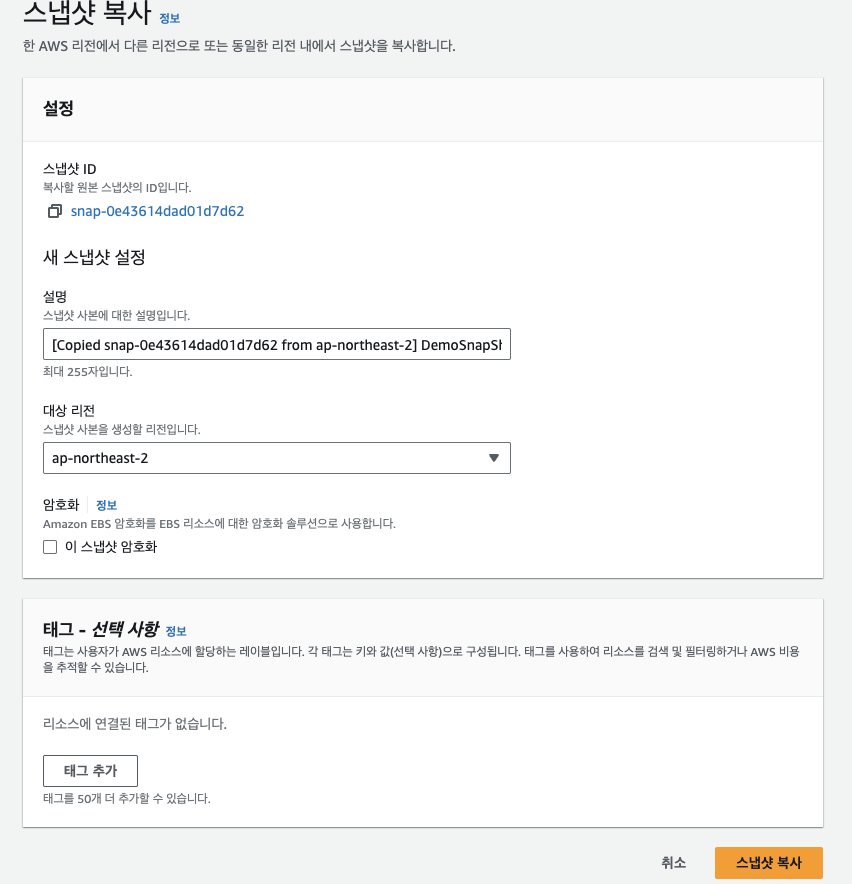 스냅샷 복사 정보
한 AWS 리전에서 다른 리전으로 또는 동일한 리전 내에서 스냅샷을 복사합니다.
설정
스냅샷 ID
복사할 원본 스냅샷의 ID입니다.
snap-0e43614dad01d7d62
새 스냅샷 설정
설명
스냅샷 사본에 대한 설명입니다.
[Copied snap-0e43614dad01d7d62 from ap-northeast-2] DemoSnapSh
최대 255자입니다.
대상 리전
스냅샷 사본을 생성할 리전입니다.
ap-northeast-2
암호화 정보
Amazon EBS 암호화를 EBS 리소스에 대한 암호화 솔루션으로 사용합니다.
이 스냅샷 암호화
태그 - 선택 사항 정보
태그는 사용자가 AWS 리소스에 할당하는 레이블입니다. 각 태그는 키와 값(선택 사항)으로 구성됩니다. 태그를 사용하여 리소스를 검색 및 필터링하거나 AWS 비용
을 추적할 수 있습니다.
리소스에 연결된 태그가 없습니다.
태그 추가
태그를 50개 더 추가할 수 있습니다.
취소 스냅샷 복사